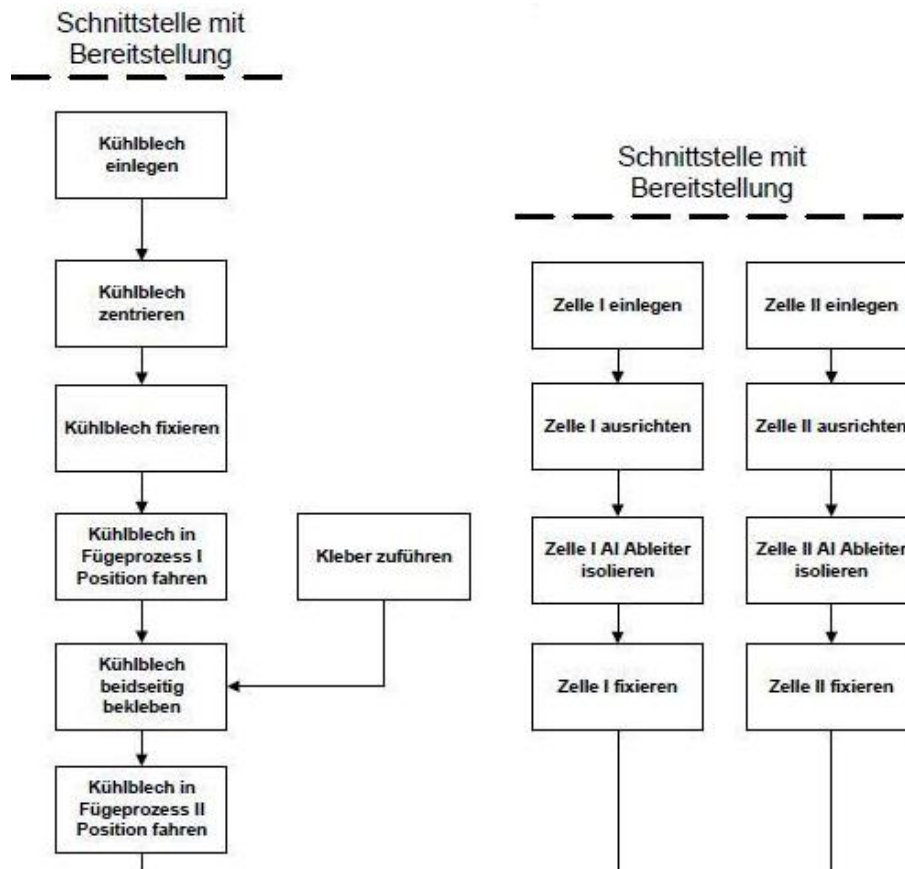 Schnittstelle mit
Bereitstellung
Kühlblech
einlegen
Kühlblech
zentrieren
Kühlblech fixieren
Kühlblech in
Fügeprozess I
Position fahren
Kleber zuführen
Kühlblech
beidseitig
bekleben
Kühlblech in
Fügeprozess II
Position fahren
Schnittstelle mit
Bereitstellung
Zelle I einlegen
Zelle I ausrichten
Zelle I Al Ableiter
isolieren
Zelle I fixieren
Zelle II einlegen
Zelle II ausrichten
Zelle II Al Ableiter
isolieren
Zelle II fixieren